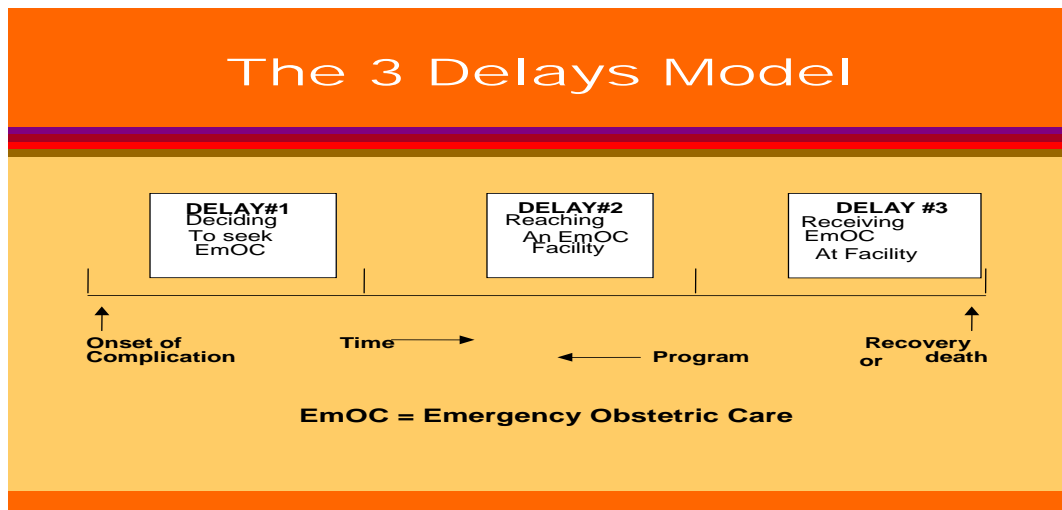 The 3 Delays Model
DELAY#1
Deciding
To seek
EmOC
DELAY#2
Reaching
An EmOC
Facility
DELAY #3
Receiving
EmOC
At Facility
Onset of
Complication
Time
Program
Recovery
or death
EmOC = Emergency Obstetric Care